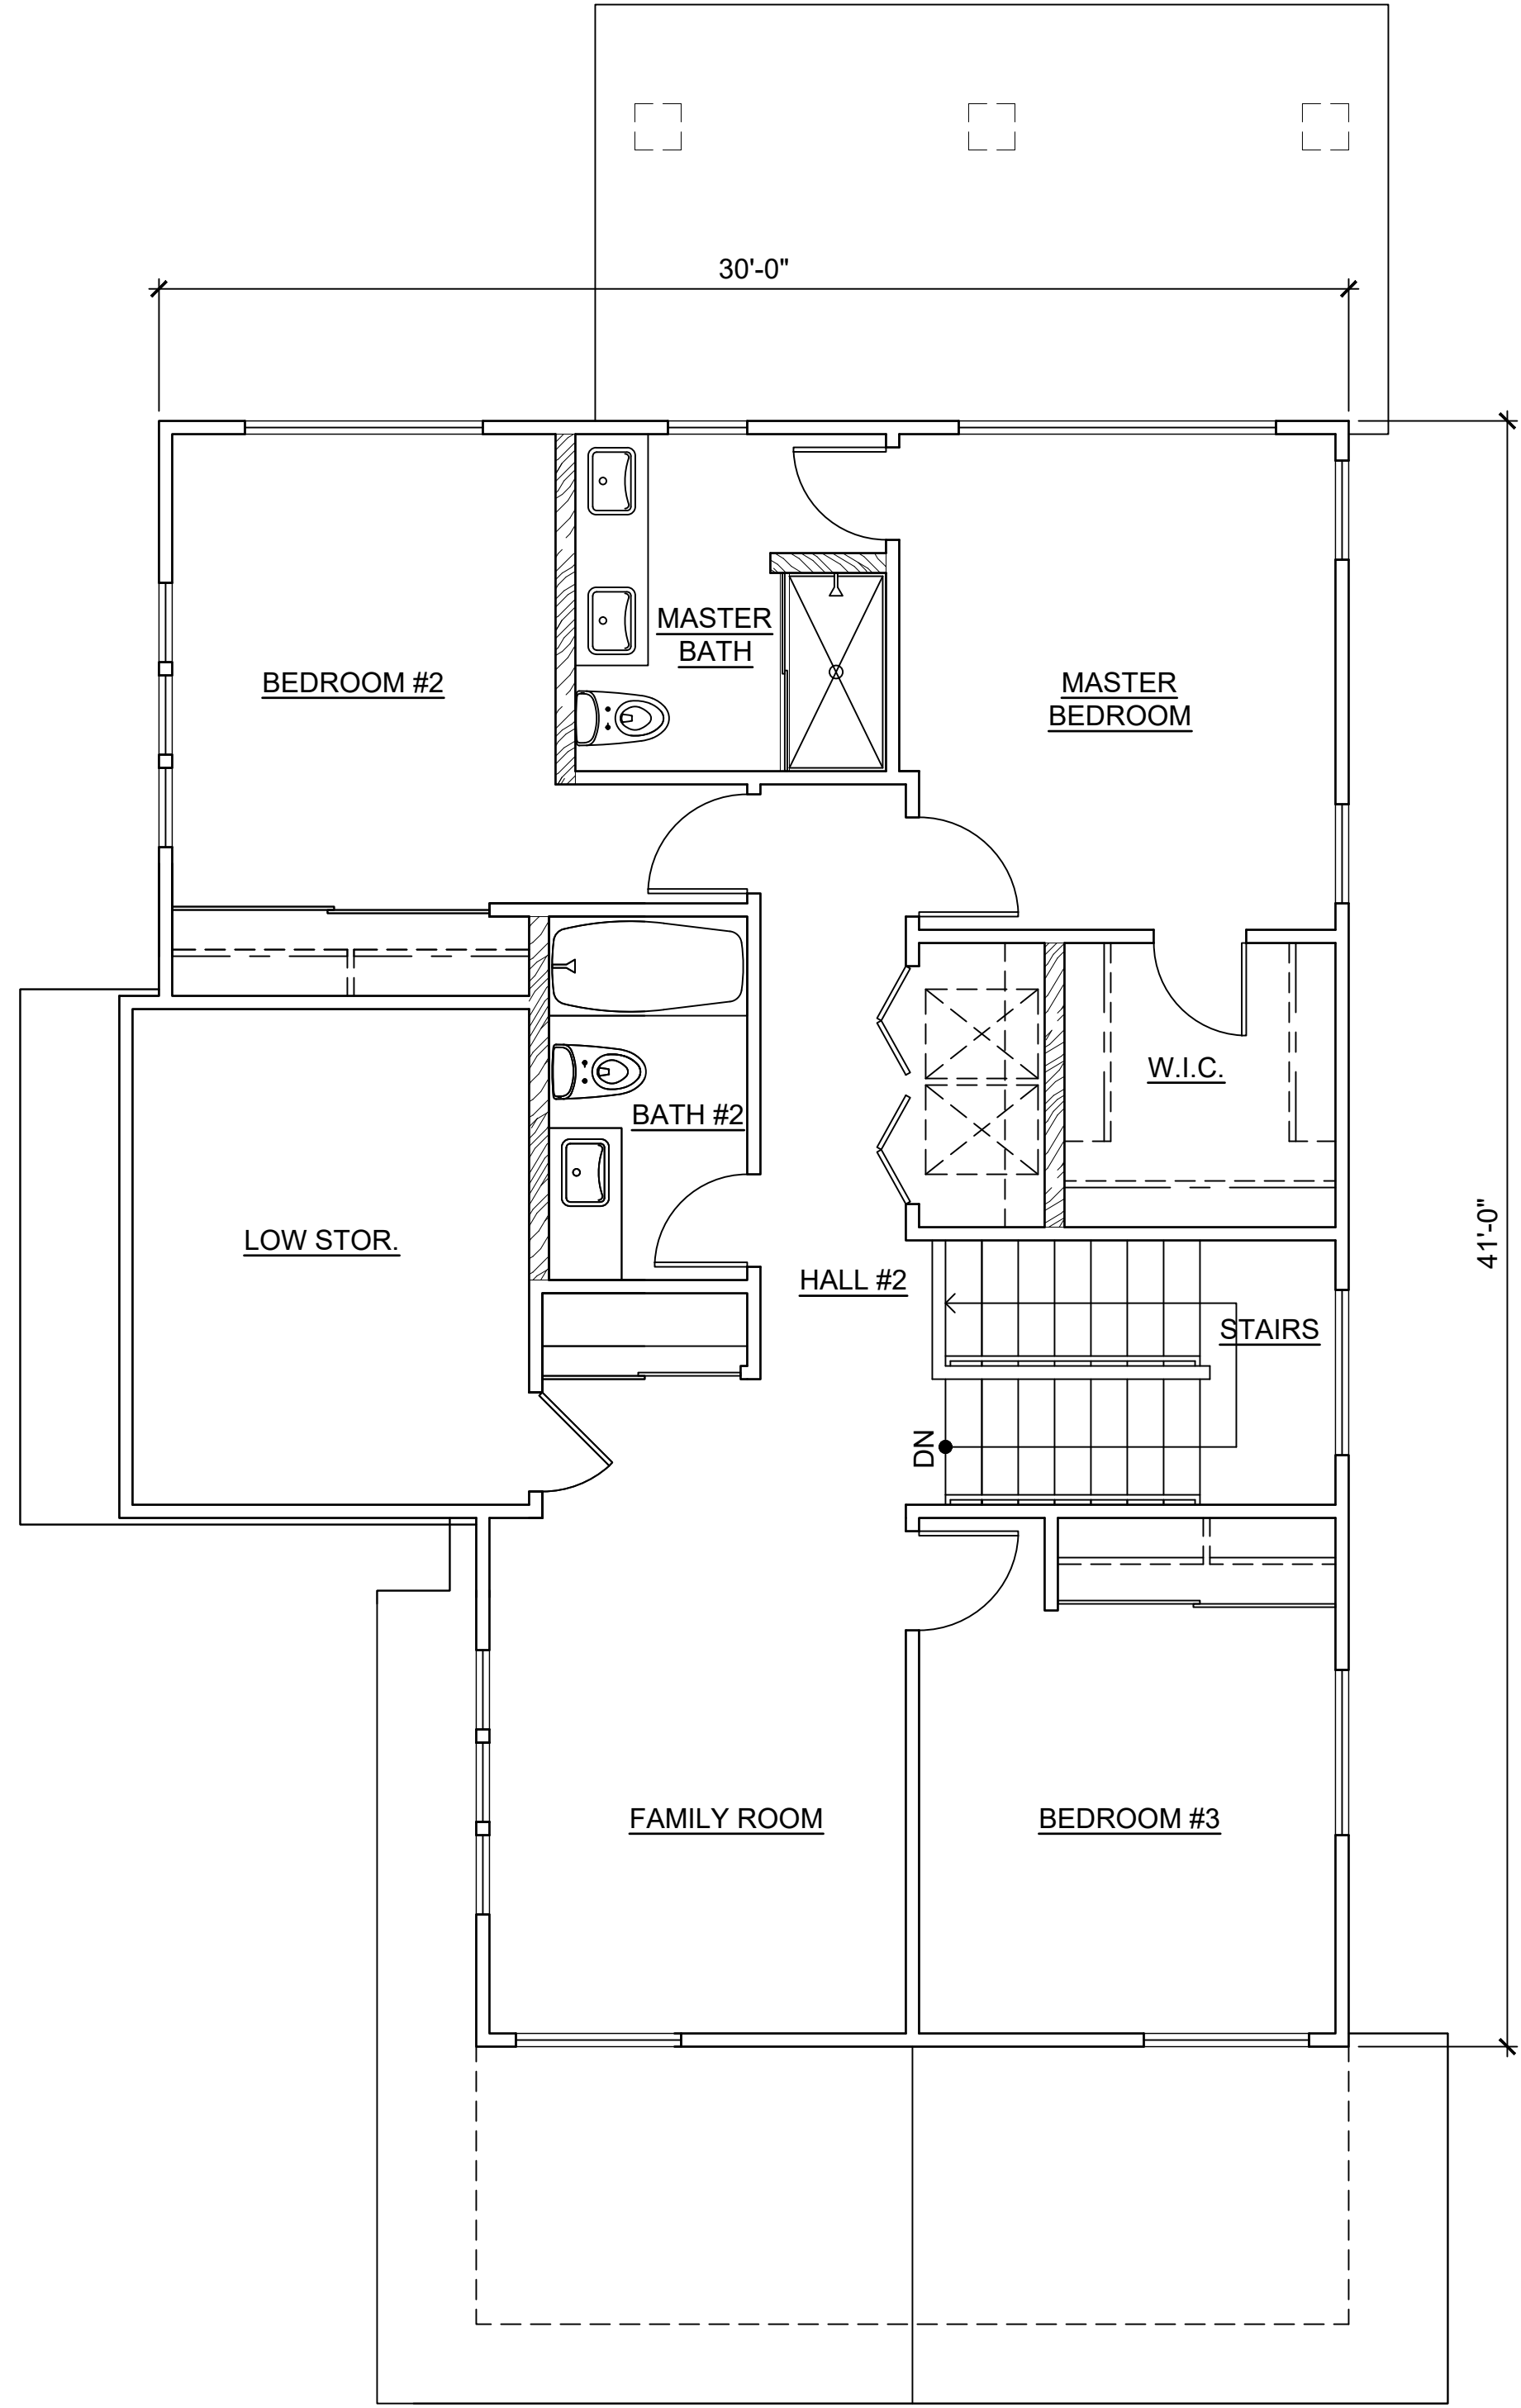 30'-0"
MASTER
BATH
BEDROOM #2
MASTER
BEDROOM
W.I.C.
BATH #2
LOW STOR.
41'-0"
HALL #2
STAIRS
DN
FAMILY ROOM
BEDROOM #3